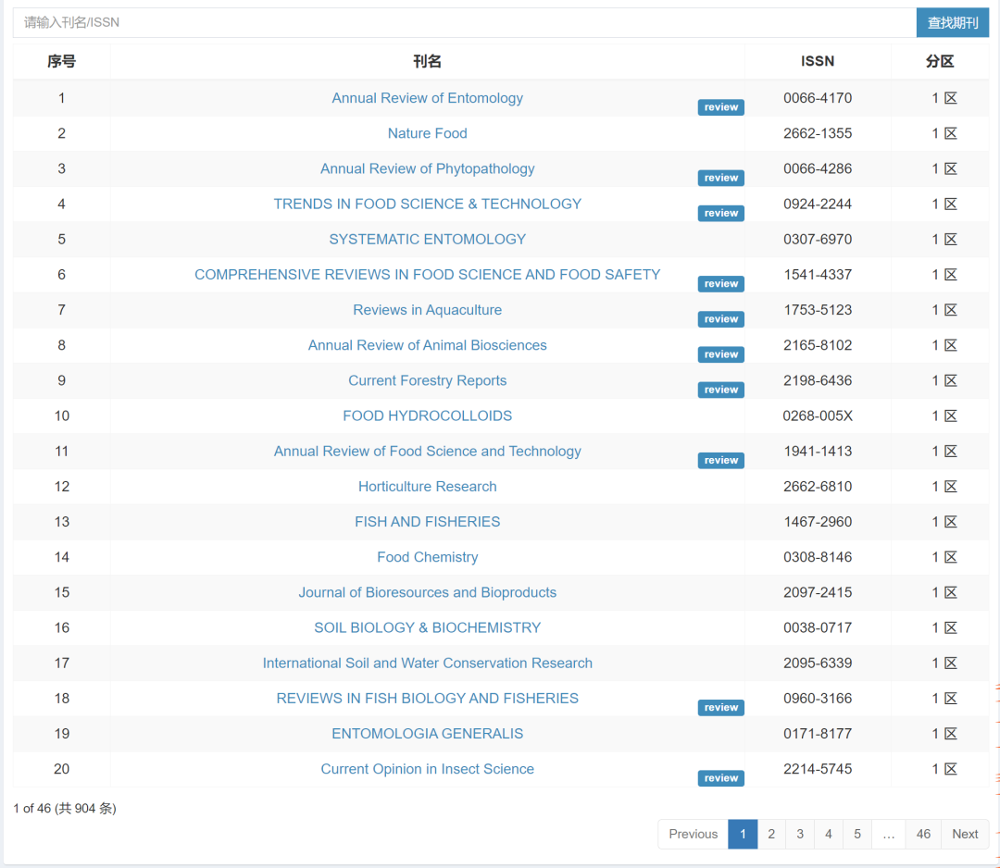 请输入刊名/ISSN 查找期刊
序号 刊名 ISSN 分区
1 Annual Review of Entomology review 0066-4170 1 区
2 Nature Food 2662-1355 1 区
3 Annual Review of Phytopathology review 0066-4286 1 区
4 TRENDS IN FOOD SCIENCE & TECHNOLOGY review 0924-2244 1 区
5 SYSTEMATIC ENTOMOLOGY 0307-6970 1 区
6 COMPREHENSIVE REVIEWS IN FOOD SCIENCE AND FOOD SAFETY review 1541-4337 1 区
7 Reviews in Aquaculture review 1753-5123 1 区
8 Annual Review of Animal Biosciences review 2165-8102 1 区
9 Current Forestry Reports review 2198-6436 1 区
10 FOOD HYDROCOLLOIDS 0268-005X 1 区
11 Annual Review of Food Science and Technology review 1941-1413 1 区
12 Horticulture Research 2662-6810 1 区
13 FISH AND FISHERIES 1467-2960 1 区
14 Food Chemistry 0308-8146 1 区
15 Journal of Bioresources and Bioproducts 2097-2415 1 区
16 SOIL BIOLOGY & BIOCHEMISTRY 0038-0717 1 区
17 International Soil and Water Conservation Research 2095-6339 1 区
18 REVIEWS IN FISH BIOLOGY AND FISHERIES review 0960-3166 1 区
19 ENTOMOLOGIA GENERALIS 0171-8177 1 区
20 Current Opinion in Insect Science review 2214-5745 1 区
1 of 46 (共 904 条)
Previous 1 2 3 4 5 … 46 Next